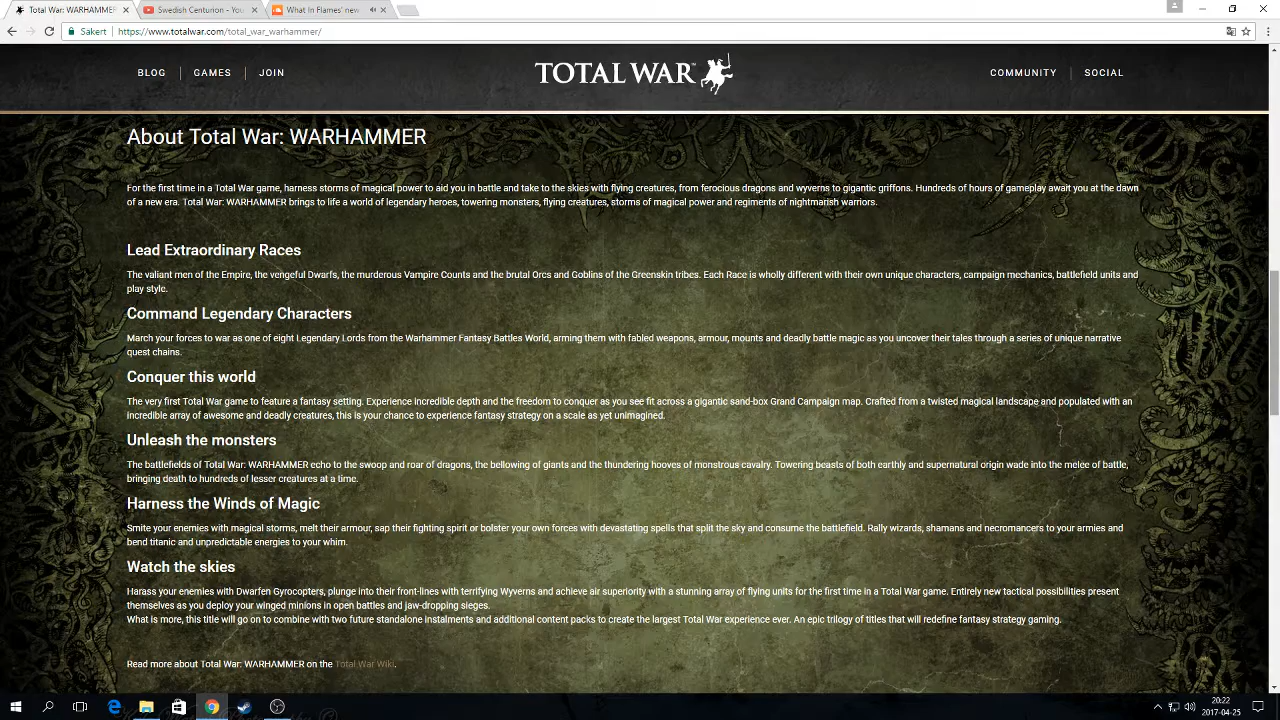 Total War: WARHAMMER
Swedish Centurion - You
What In Flames' new
Säkert
https://www.totalwar.com/total_war_warhammer/
BLOG
GAMES
JOIN
TOTAL WAR
COMMUNITY
SOCIAL
About Total War: WARHAMMER
For the first time in a Total War game, harness storms of magical power to aid you in battle and take to the skies with flying creatures, from ferocious dragons and wyverns to gigantic griffons. Hundreds of hours of gameplay await you at the dawn
of a new era. Total War: WARHAMMER brings to life a world of legendary heroes, towering monsters, flying creatures, storms of magical power and regiments of nightmarish warriors.
Lead Extraordinary Races
The valiant men of the Empire, the vengeful Dwarfs, the murderous Vampire Counts and the brutal Orcs and Goblins of the Greenskin tribes. Each Race is wholly different with their own unique characters, campaign mechanics, battlefield units and
play style.
Command Legendary Characters
March your forces to war as one of eight Legendary Lords from the Warhammer Fantasy Battles World, arming them with fabled weapons, armour, mounts and deadly battle magic as you uncover their tales through a series of unique narrative
quest chains.
Conquer this world
The very first Total War game to feature a fantasy setting. Experience incredible depth and the freedom to conquer as you see fit across a gigantic sand-box Grand Campaign map. Crafted from a twisted magical landscape and populated with an
incredible array of awesome and deadly creatures, this is your chance to experience fantasy strategy on a scale as yet unimagined.
Unleash the monsters
The battlefields of Total War: WARHAMMER echo to the swoop and roar of dragons, the bellowing of giants and the thundering hooves of monstrous cavalry. Towering beasts of both earthly and supernatural origin wade into the melee of battle,
bringing death to hundreds of lesser creatures at a time.
Harness the Winds of Magic
Smite your enemies with magical storms, melt their armour, sap their fighting spirit or bolster your own forces with devastating spells that split the sky and consume the battlefield. Rally wizards, shamans and necromancers to your armies and
bend titanic and unpredictable energies to your whim.
Watch the skies
Harass your enemies with Dwarfen Gyrocopters, plunge into their front-lines with terrifying Wyverns and achieve air superiority with a stunning array of flying units for the first time in a Total War game. Entirely new tactical possibilities present
themselves as you deploy your winged minions in open battles and jaw-dropping sieges.
What is more, this title will go on to combine with two future standalone instalments and additional content packs to create the largest Total War experience ever. An epic trilogy of titles that will redefine fantasy strategy gaming.
Read more about Total War: WARHAMMER on the Total War Wiki.
20:22
2017-04-25